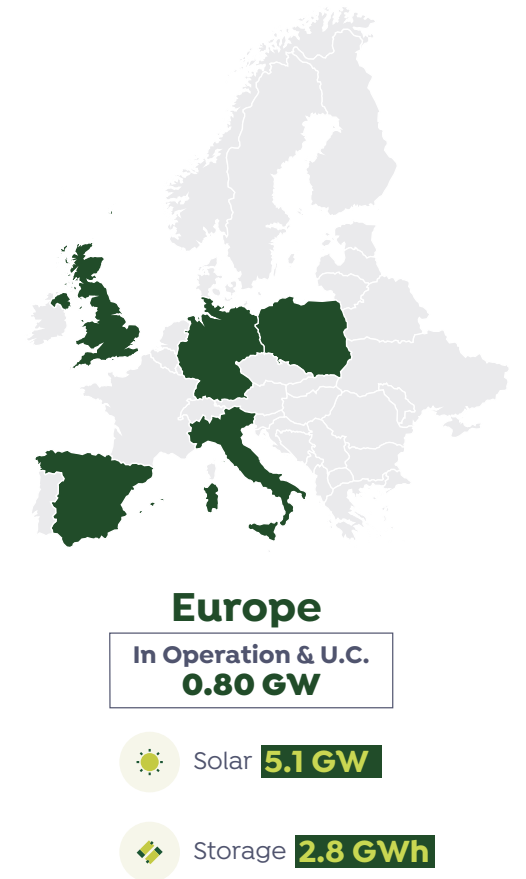 Europe
In Operation & U.C.
0.80 GW
Solar 5.1 GW
Storage 2.8 GWh